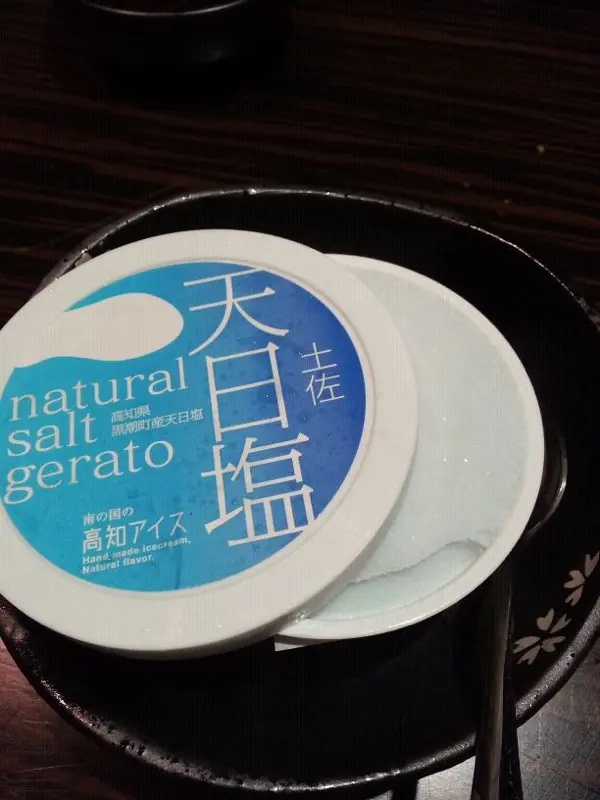 natural
salt
gerato
高知県
黒潮町産天日塩
土佐
天日塩
南の国の
高知アイス
Hand made icecream.
Natural flavor.